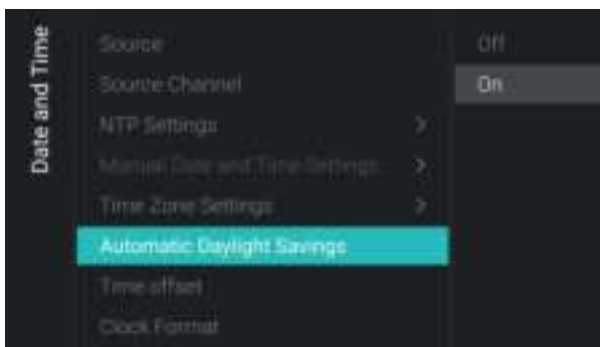 Date and Time
Source
Source Channel
NTP Settings
Manual Date and Time Settings
Time Zone Settings
Automatic Daylight Savings
Time offset
Clock Format
Off
On